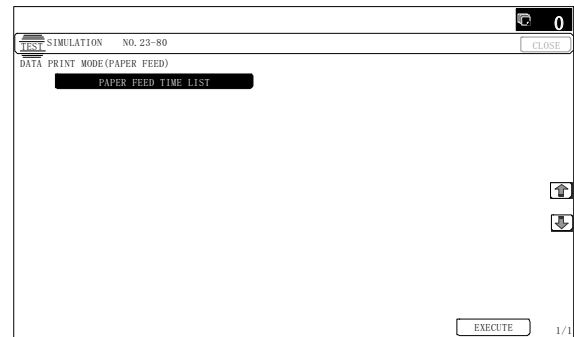 0
TEST SIMULATION NO. 23-80 CLOSE
DATA PRINT MODE(PAPER FEED)
PAPER FEED TIME LIST
EXECUTE 1/1